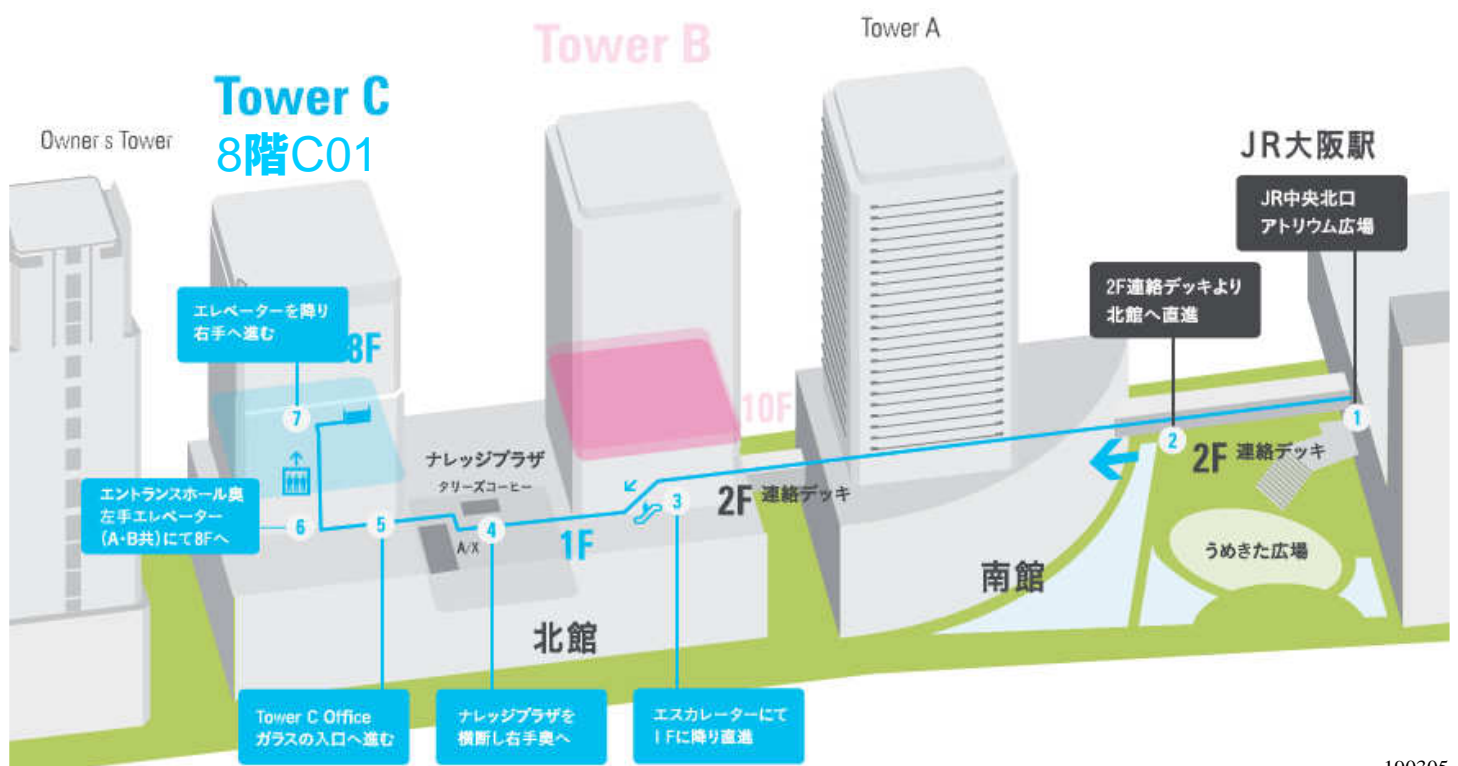 Tower A
Tower B
Tower C
8階C01
Owner s Tower
JR大阪駅
JR中央北口
アトリウム広場
2F連絡デッキより
北館へ直進
エレベーターを降り
右手へ進む
8F
7
10F
1
2
2F 連絡デッキ
ナレッジプラザ
タリーズコーヒー
エントランスホール奥
左手エレベーター
(A・B共)にて8Fへ
6
5
4
3
2F 連絡デッキ
A/X
1F
うめきた広場
南館
北館
Tower C Office
ガラスの入口へ進む
ナレッジプラザを
横断し右手奥へ
エスカレーターにて
1Fに降り直進